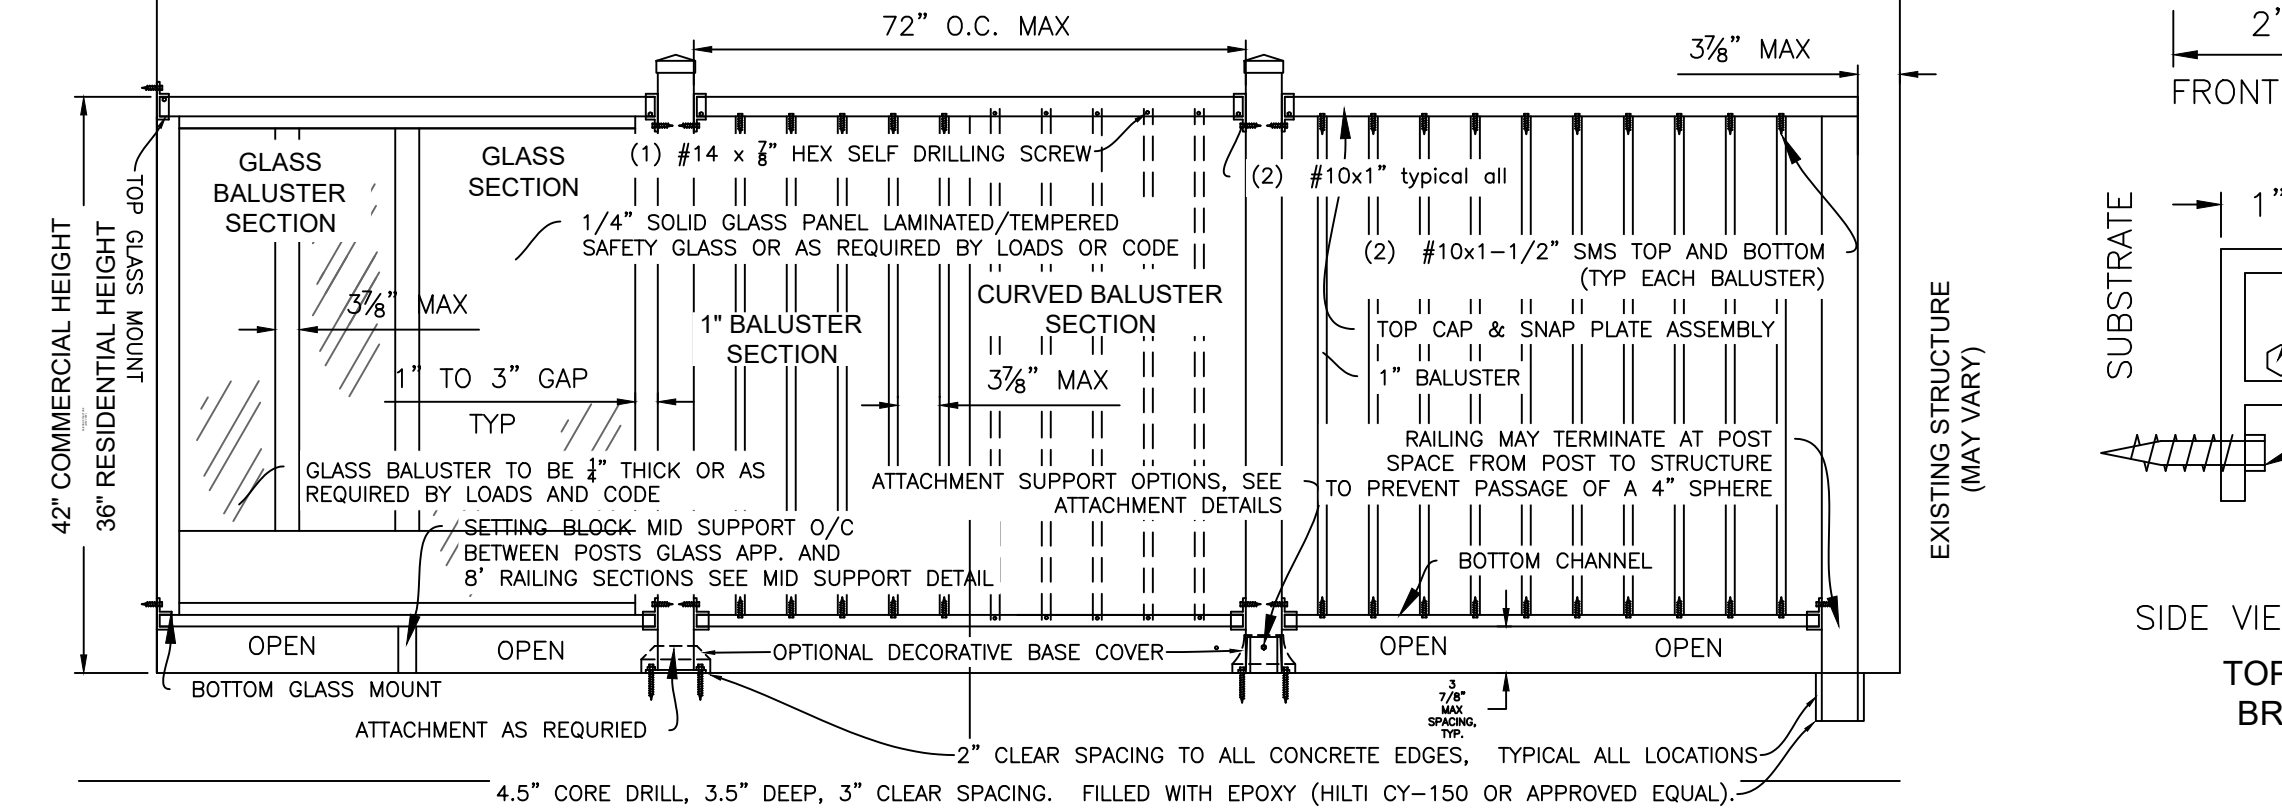 72” O.C. MAX
3⅞” MAX
2’
FRONT
GLASS
BALUSTER
SECTION
GLASS
SECTION
(1) #14 x ⅞” HEX SELF DRILLING SCREW
(2) #10x1” typical all
1/4” SOLID GLASS PANEL LAMINATED/TEMPERED
SAFETY GLASS OR AS REQUIRED BY LOADS OR CODE
(2) #10x1-1/2” SMS TOP AND BOTTOM
(TYP EACH BALUSTER)
TOP GLASS MOUNT
42" COMMERCIAL HEIGHT
36" RESIDENTIAL HEIGHT
3⅞” MAX
1" BALUSTER
SECTION
CURVED BALUSTER
SECTION
TOP CAP & SNAP PLATE ASSEMBLY
1” BALUSTER
1” TO 3” GAP
TYP
3⅞” MAX
EXISTING STRUCTURE
(MAY VARY)
SUBSTRATE
1”
GLASS BALUSTER TO BE ¼” THICK OR AS
REQUIRED BY LOADS AND CODE
ATTACHMENT SUPPORT OPTIONS, SEE
ATTACHMENT DETAILS
RAILING MAY TERMINATE AT POST
SPACE FROM POST TO STRUCTURE
TO PREVENT PASSAGE OF A 4” SPHERE
SETTING BLOCK MID SUPPORT O/C
BETWEEN POSTS GLASS APP. AND
8’ RAILING SECTIONS SEE MID SUPPORT DETAIL
BOTTOM CHANNEL
OPEN
OPEN
OPTIONAL DECORATIVE BASE COVER
OPEN
OPEN
SIDE VIE
TOP
BR
BOTTOM GLASS MOUNT
ATTACHMENT AS REQURIED
3
7/8”
MAX
SPACING,
TYP.
2” CLEAR SPACING TO ALL CONCRETE EDGES, TYPICAL ALL LOCATIONS
4.5” CORE DRILL, 3.5” DEEP, 3” CLEAR SPACING. FILLED WITH EPOXY (HILTI CY-150 OR APPROVED EQUAL).